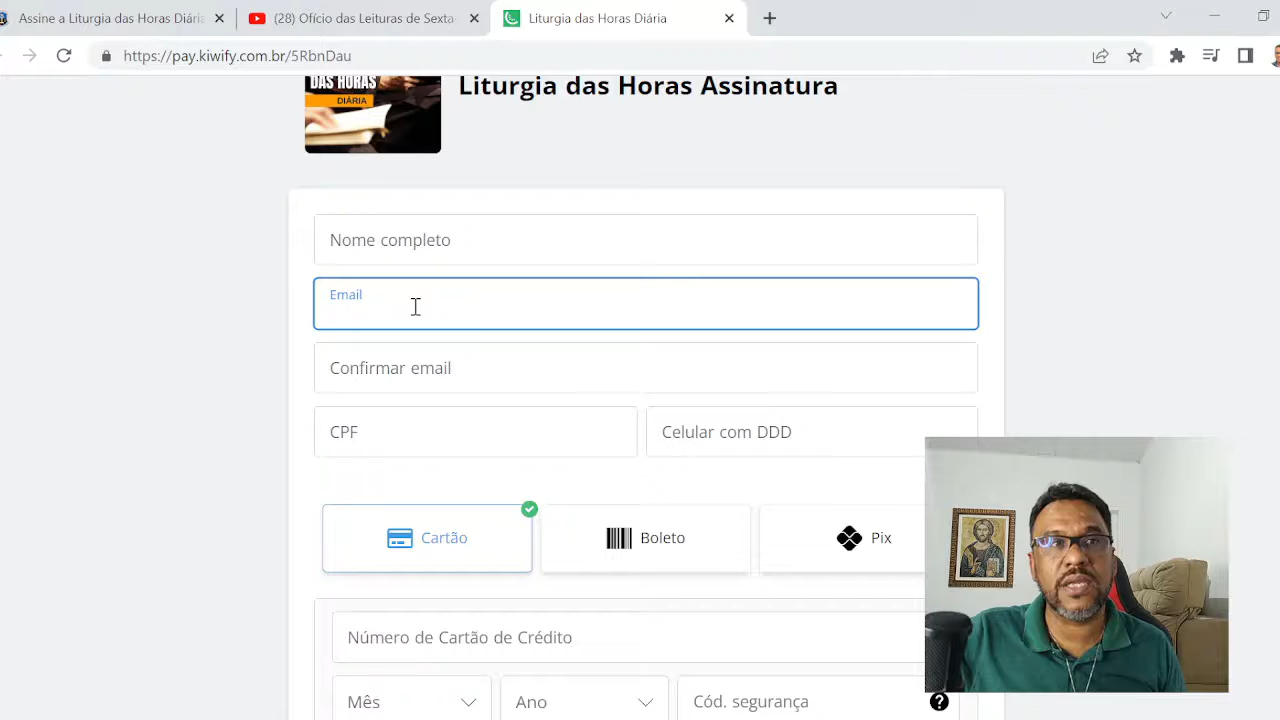 Assine a Liturgia das Horas Diári
(28) Ofício das Leituras de Sexta-
Liturgia das Horas Diária
https://pay.kiwify.com.br/5RbnDau
DAS HORAS
DIÁRIA
Liturgia das Horas Assinatura
Nome completo
Email
Confirmar email
CPF
Celular com DDD
Cartão
Boleto
Pix
Número de Cartão de Crédito
Mês
Ano
Cód. segurança